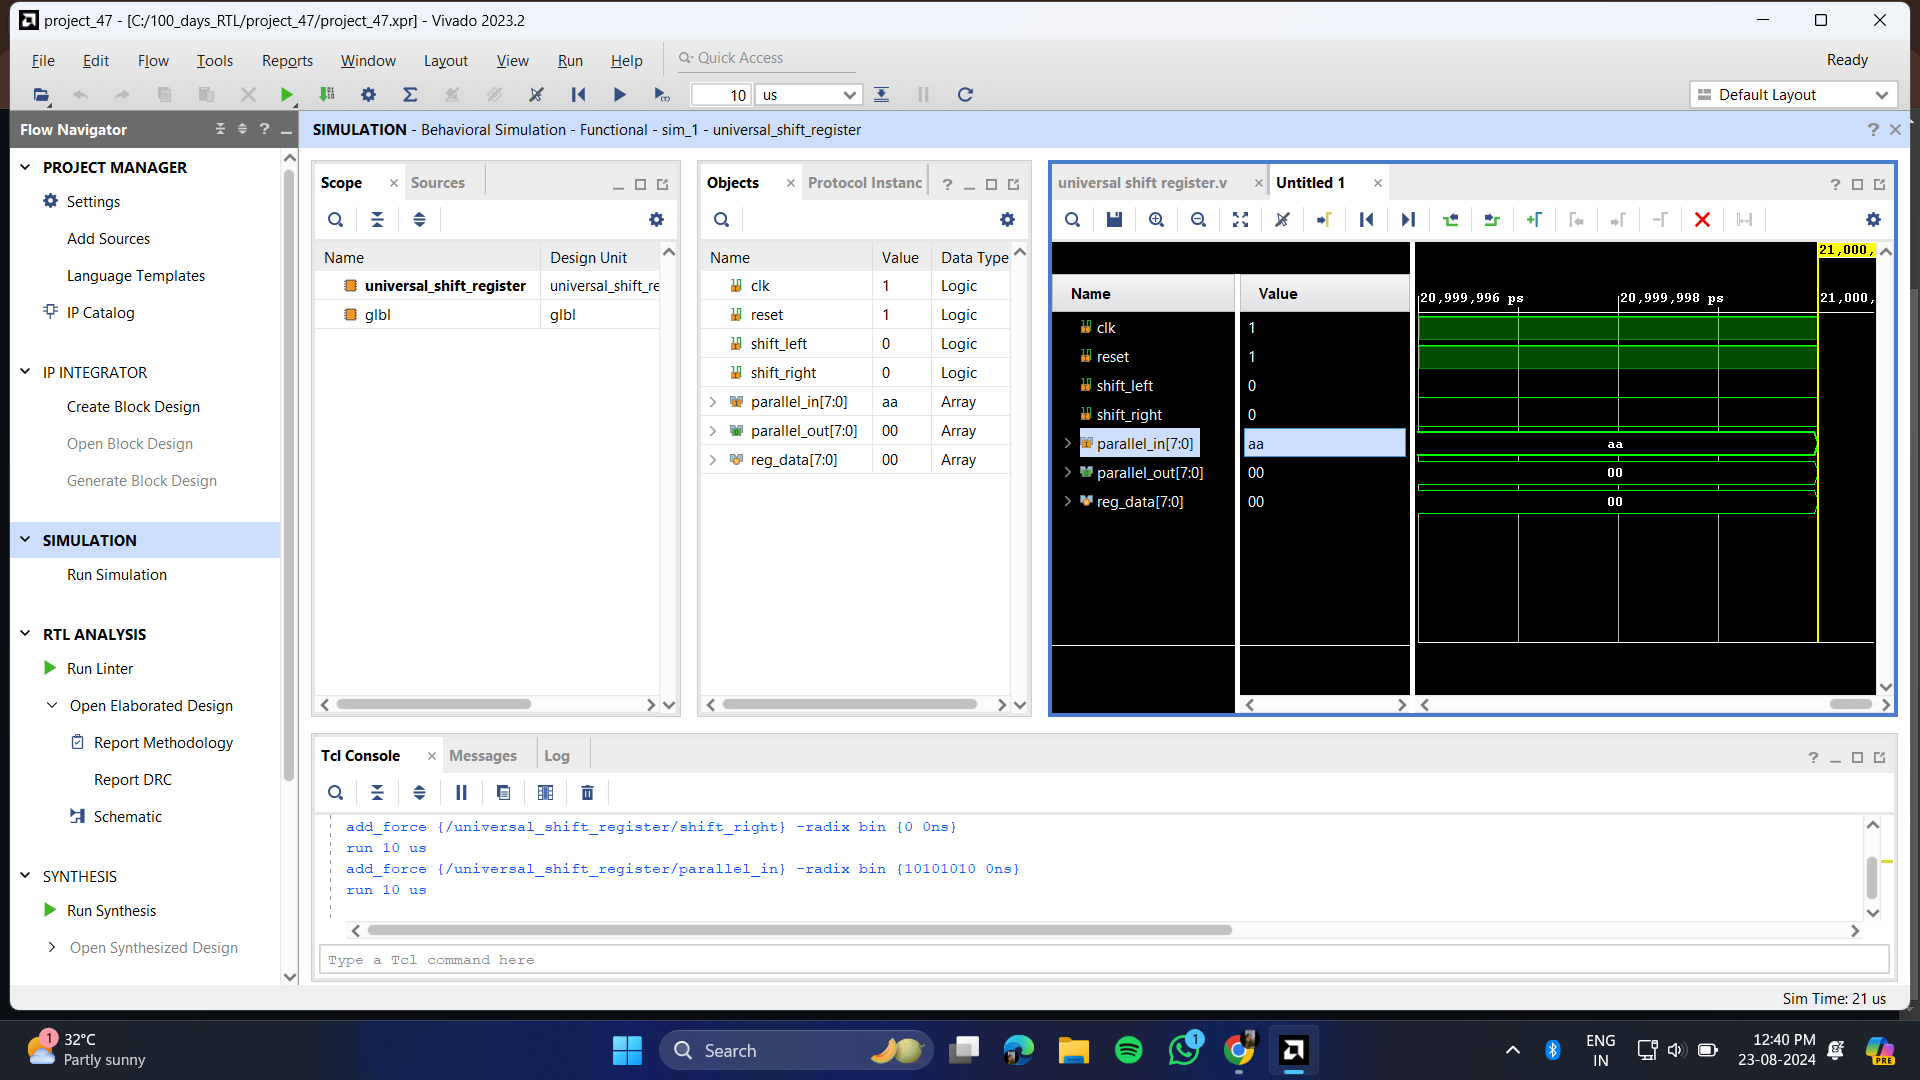 project_47 - [C:/100_days_RTL/project_47/project_47.xpr] - Vivado 2023.2
File Edit Flow Tools Reports Window Layout View Run Help Quick Access Ready
10 us Default Layout
Flow Navigator
SIMULATION - Behavioral Simulation - Functional - sim_1 - universal_shift_register
PROJECT MANAGER
Settings
Add Sources
Language Templates
IP Catalog
IP INTEGRATOR
Create Block Design
Open Block Design
Generate Block Design
SIMULATION
Run Simulation
RTL ANALYSIS
Run Linter
Open Elaborated Design
Report Methodology
Report DRC
Schematic
SYNTHESIS
Run Synthesis
Open Synthesized Design
Scope Sources
Name Design Unit
universal_shift_register universal_shift_re
glbl glbl
Objects Protocol Instanc
Name Value Data Type
clk 1 Logic
reset 1 Logic
shift_left 0 Logic
shift_right 0 Logic
parallel_in[7:0] aa Array
parallel_out[7:0] 00 Array
reg_data[7:0] 00 Array
universal shift register.v Untitled 1
21,000,
Name Value 20,999,996 ps 20,999,998 ps 21,000,
clk 1
reset 1
shift_left 0
shift_right 0
parallel_in[7:0] aa aa
parallel_out[7:0] 00 00
reg_data[7:0] 00 00
Tcl Console Messages Log
add_force {/universal_shift_register/shift_right} -radix bin {0 0ns}
run 10 us
add_force {/universal_shift_register/parallel_in} -radix bin {10101010 0ns}
run 10 us
Type a Tcl command here
Sim Time: 21 us
1
32°C
Partly sunny
Search
1
ENG
IN
12:40 PM
23-08-2024
PRE